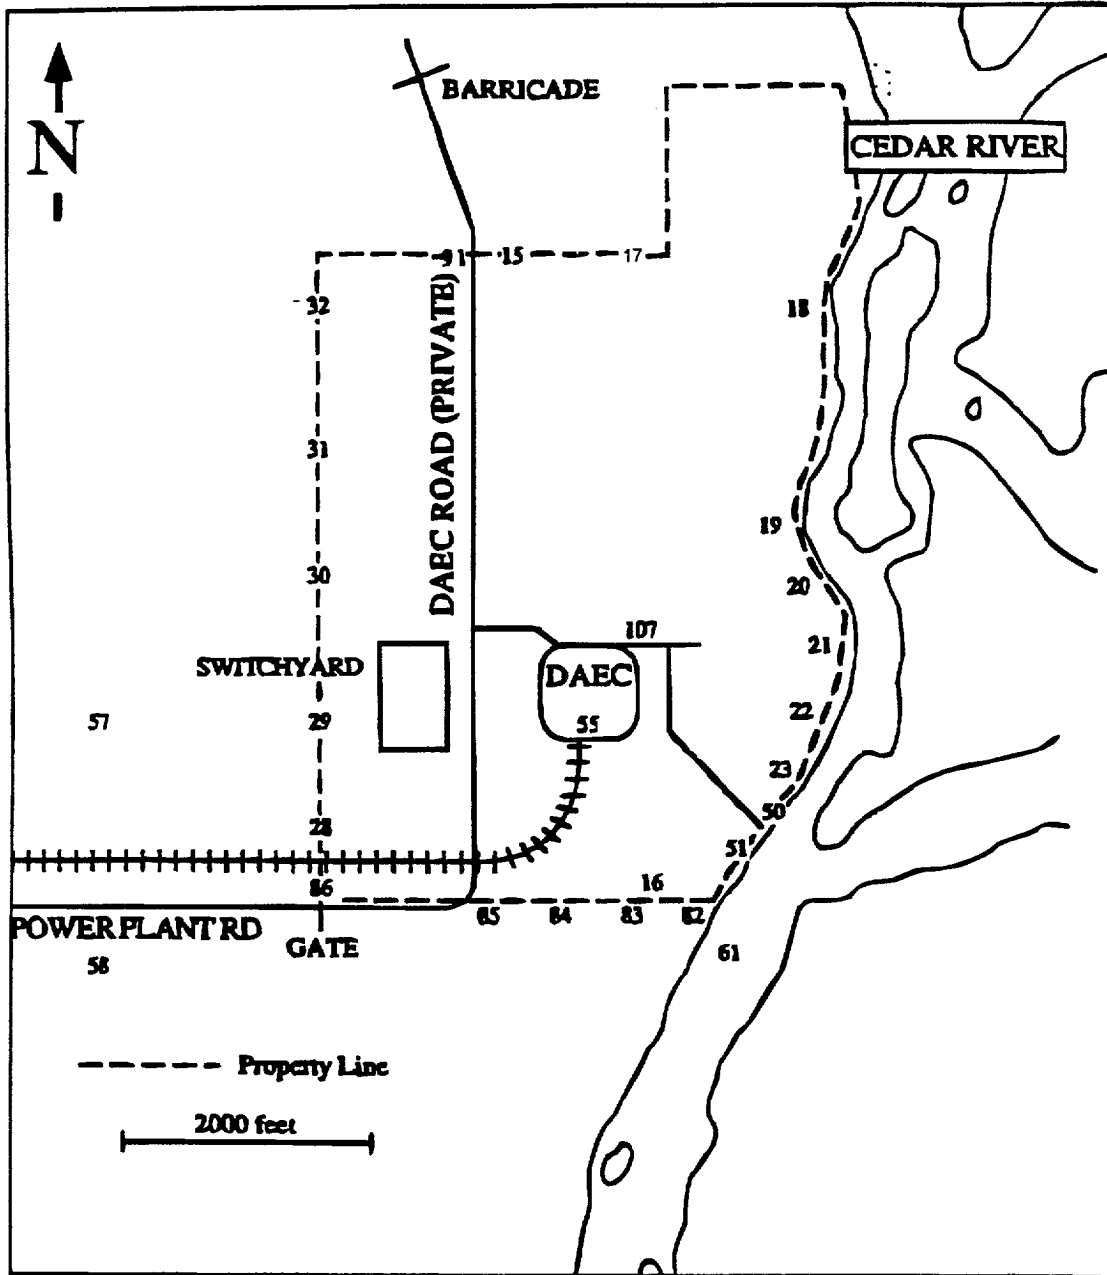 BARRICADE
N
CEDAR RIVER
91
15
17
32
18
DAEC ROAD (PRIVATE)
31
19
30
20
107
21
SWITCHYARD
DAEC
57
29
55
22
23
28
50
51
86
16
85
84
83
82
POWER PLANT RD
GATE
58
61
Property Line
2000 feet